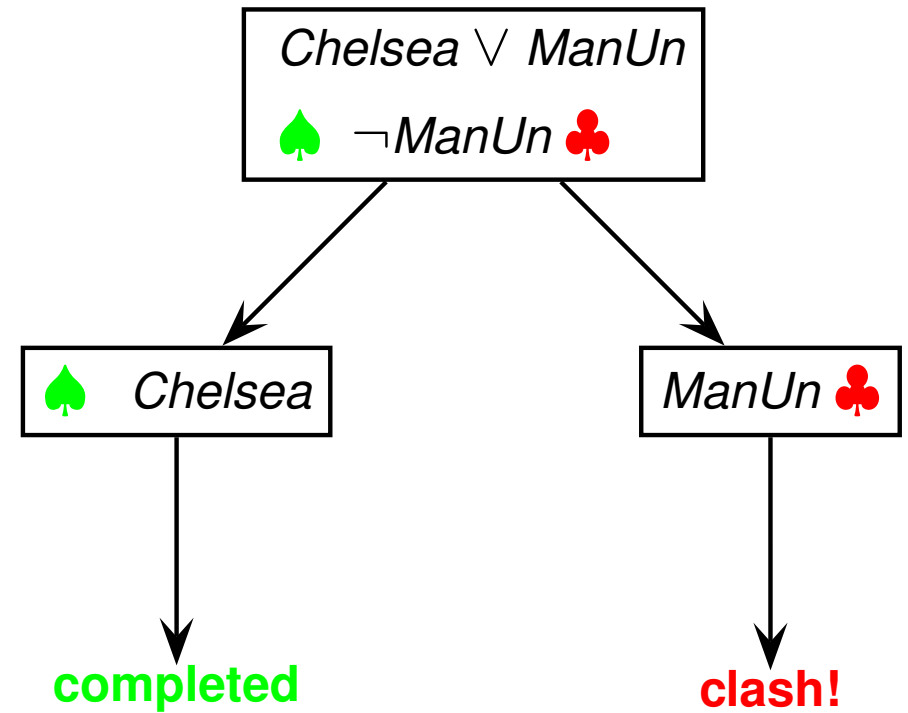 Chelsea ∨ ManUn
♠ ¬ManUn ♣
♠ Chelsea
ManUn ♣
completed
clash!